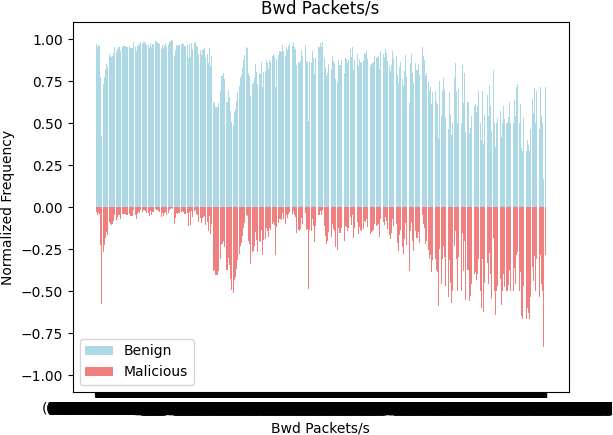 Bwd Packets/s
1.00
0.75
0.50
0.25
0.00
−0.25
−0.50
−0.75
−1.00
Normalized Frequency
Benign
Malicious
Bwd Packets/s